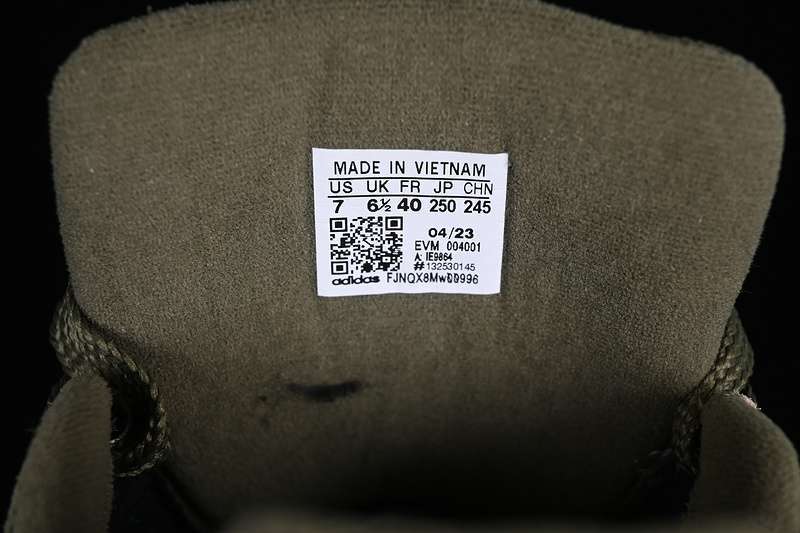 MADE IN VIETNAM
US UK FR JP CHN
7 6½ 40 250 245
04/23
EVM 004001
A: IE9864
#132530145
adidas FJNQX8MwD0996